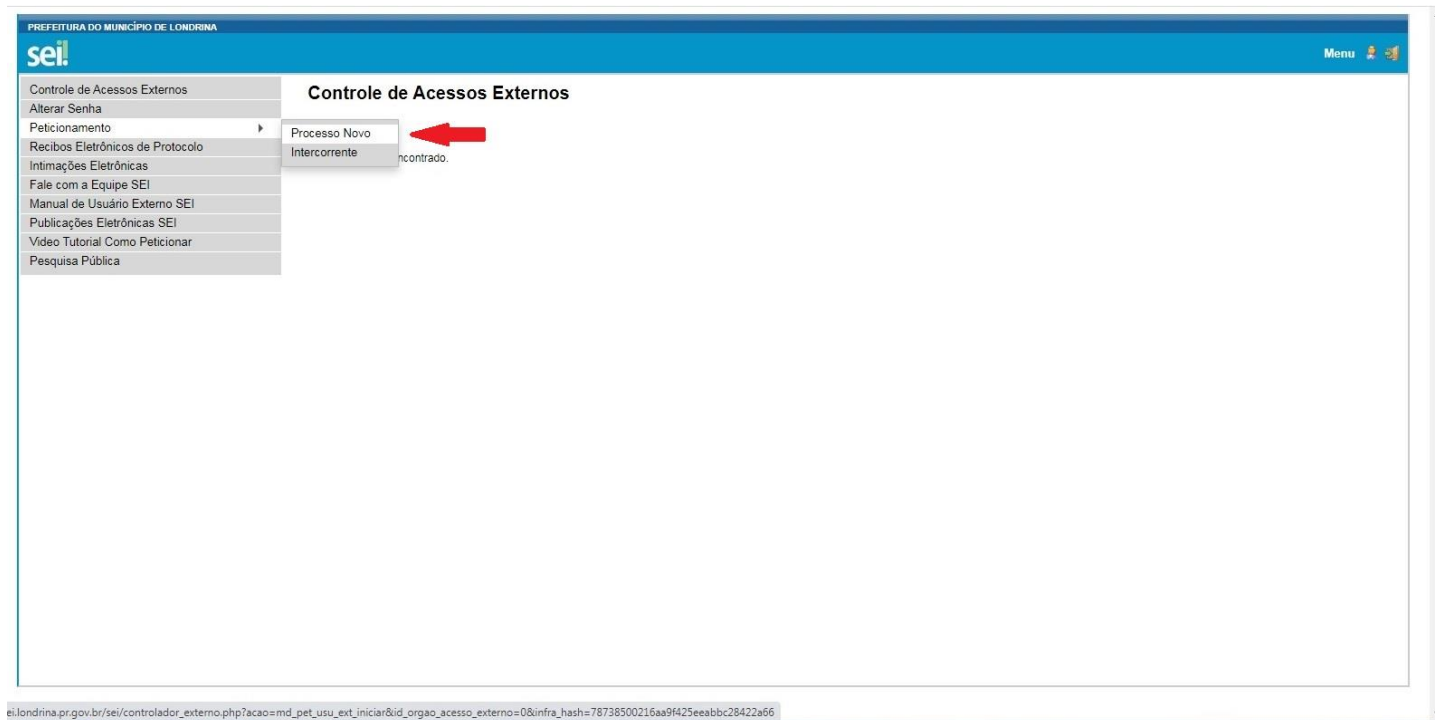 PREFEITURA DO MUNICÍPIO DE LONDRINA
sei!
Menu
Controle de Acessos Externos
Alterar Senha
Peticionamento
Recibos Eletrônicos de Protocolo
Intimações Eletrônicas
Fale com a Equipe SEI
Manual de Usuário Externo SEI
Publicações Eletrônicas SEI
Video Tutorial Como Peticionar
Pesquisa Pública
Controle de Acessos Externos
Processo Novo
Intercorrente
ncontrado.
ei.londrina.pr.gov.br/sei/controlador_externo.php?acao=md_pet_usu_ext_iniciar&id_orgao_acesso_externo=0&infra_hash=78738500216aa9f425eeabbc28422a66